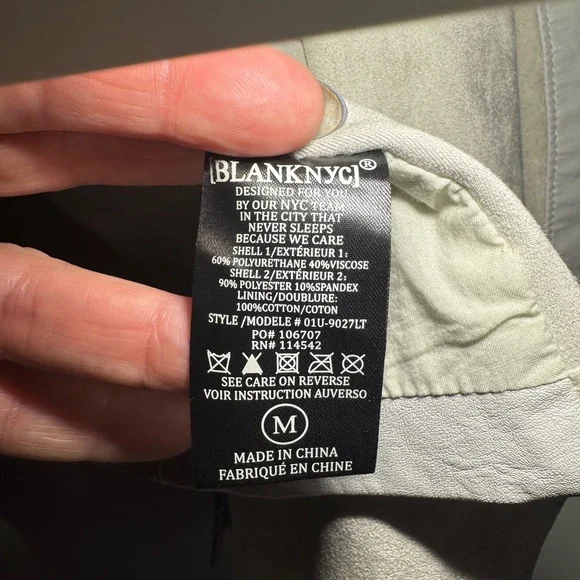 [BLANKNYC]®
DESIGNED FOR YOU
BY OUR NYC TEAM
IN THE CITY THAT
NEVER SLEEPS
BECAUSE WE CARE
SHELL 1/EXTÉRIEUR 1:
60% POLYURETHANE 40%VISCOSE
SHELL 2/EXTÉRIEUR 2:
90% POLYESTER 10%SPANDEX
LINING/DOUBLURE:
100%COTTON/COTON
STYLE /MODELE # 01U-9027LT
PO# 106707
RN# 114542
SEE CARE ON REVERSE
VOIR INSTRUCTION AUVERSO
M
MADE IN CHINA
FABRIQUÉ EN CHINE